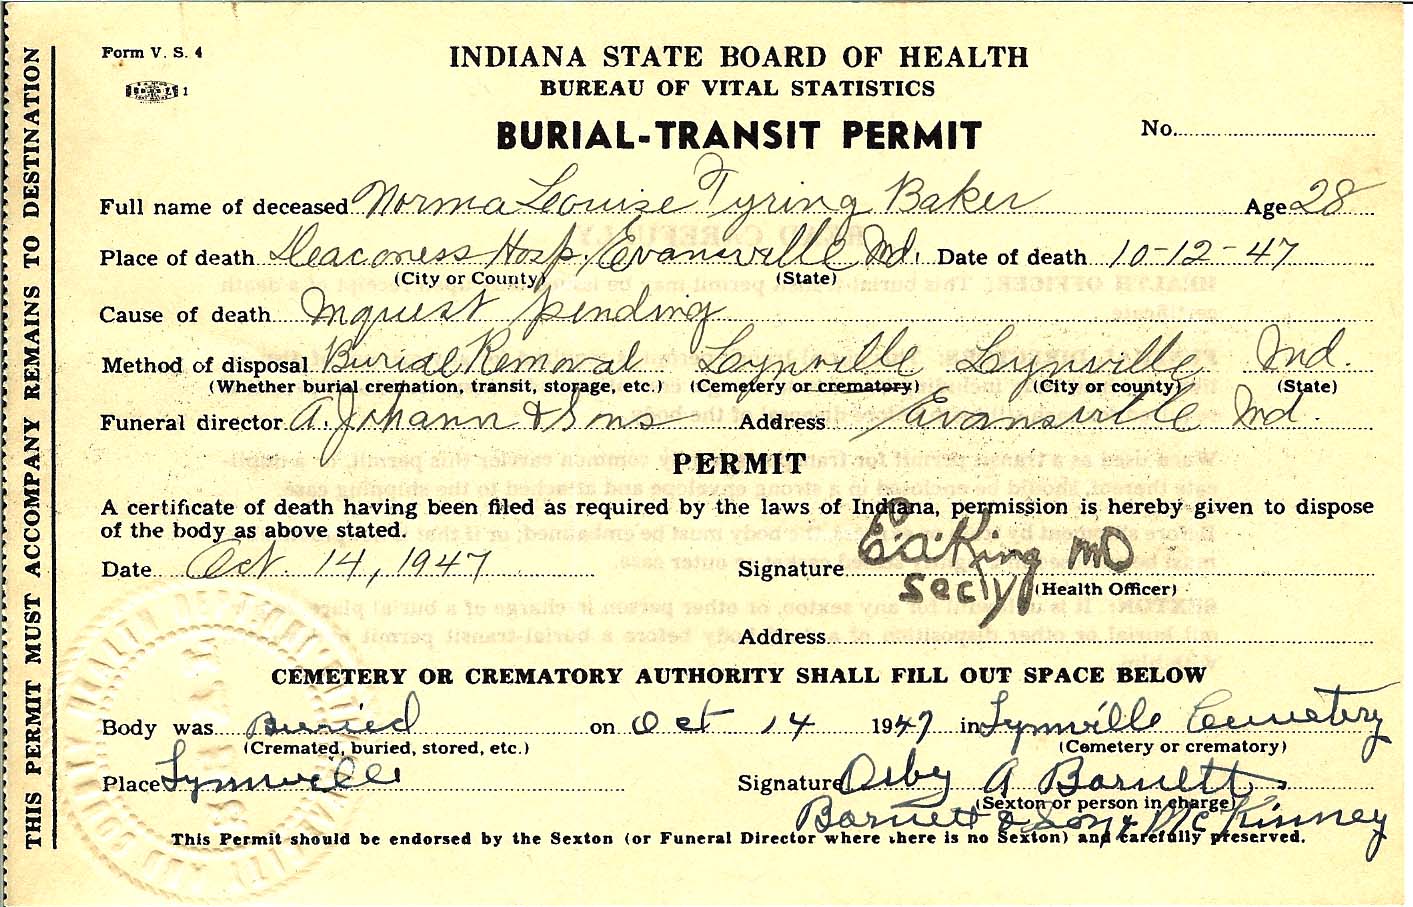 Form V. S. 4
1
INDIANA STATE BOARD OF HEALTH
BUREAU OF VITAL STATISTICS
BURIAL-TRANSIT PERMIT
No.
THIS PERMIT MUST ACCOMPANY REMAINS TO DESTINATION
Full name of deceased Norma Louise Tyring Baker Age 28
Place of death Deaconess Hosp. Evansville Ind. Date of death 10-12-47
(City or County) (State)
Cause of death Inquest pending
Method of disposal Burial Removal Lynville Lynville Ind.
(Whether burial cremation, transit, storage, etc.) (Cemetery or crematory) (City or county) (State)
Funeral director A. Johann & Sons Address Evansville Ind.
PERMIT
A certificate of death having been filed as required by the laws of Indiana, permission is hereby given to dispose
of the body as above stated.
Date Oct. 14, 1947 Signature King MD
secly (Health Officer)
Address
CEMETERY OR CREMATORY AUTHORITY SHALL FILL OUT SPACE BELOW
Body was Buried on Oct 14 1947 in Lynnville Cemetery
(Cremated, buried, stored, etc.) (Cemetery or crematory)
Place Lynnville Signature Orby A Barnett
(Sexton or person in charge)
Barnett & Son & McKinney
This Permit should be endorsed by the Sexton (or Funeral Director where there is no Sexton) and carefully preserved.